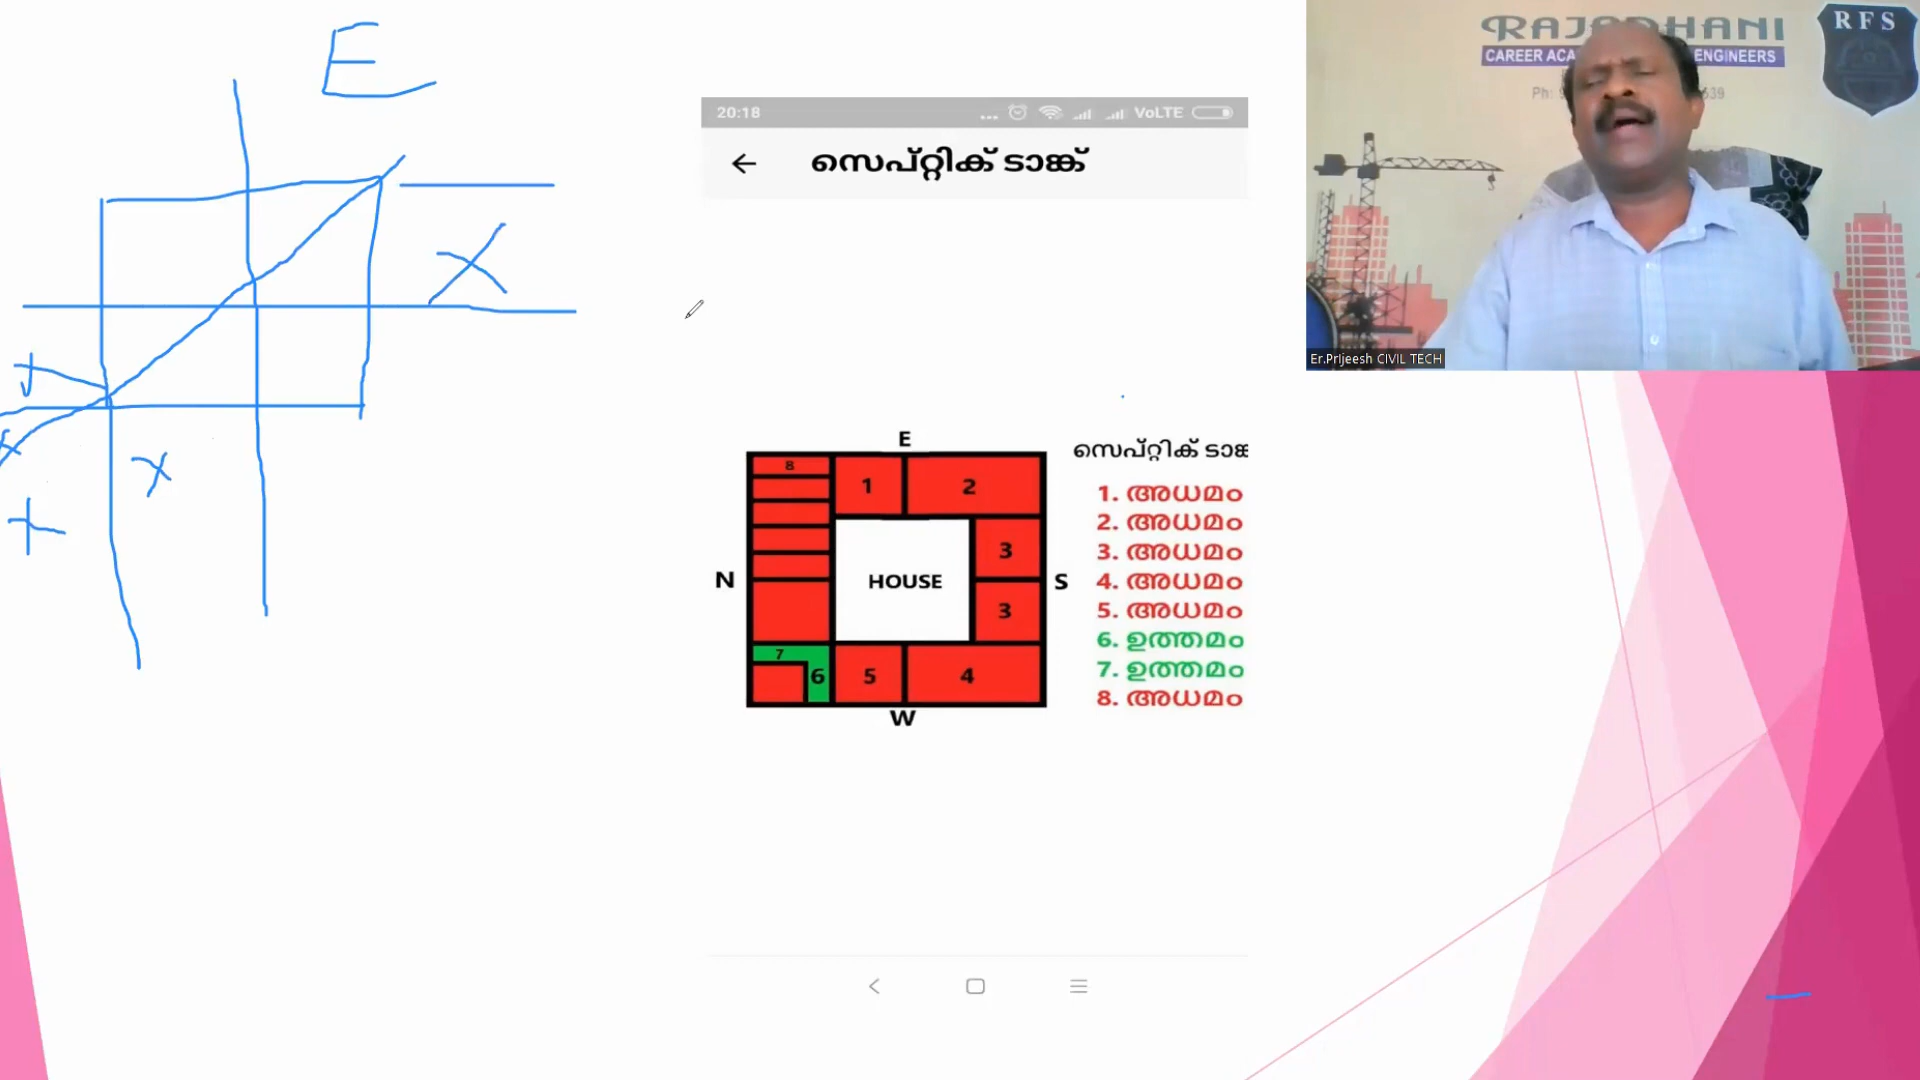 E
X
x
20:18
... VoLTE
സെപ്റ്റിക് ടാങ്ക്
E
8
1
2
3
N
HOUSE
S
3
7
6
5
4
W
1. അധമം
2. അധമം
3. അധമം
4. അധമം
5. അധമം
6. ഉത്തമം
7. ഉത്തമം
8. അധമം
RFS
CAREER ENGINEERS
Er.Prijeesh CIVIL TECH